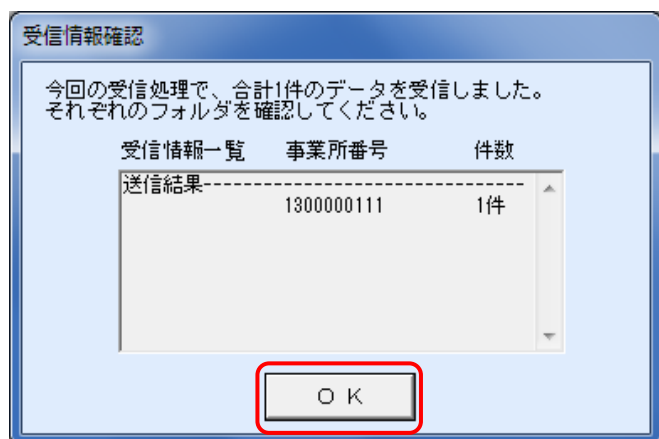 受信情報確認
今回の受信処理で、合計1件のデータを受信しました。
それぞれのフォルダを確認してください。
受信情報一覧 事業所番号 件数
送信結果--------------------------------
1300000111 1件
ＯＫ